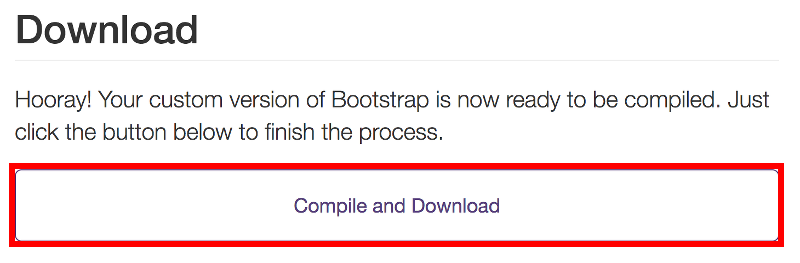 Download
Hooray! Your custom version of Bootstrap is now ready to be compiled. Just
click the button below to finish the process.
Compile and Download